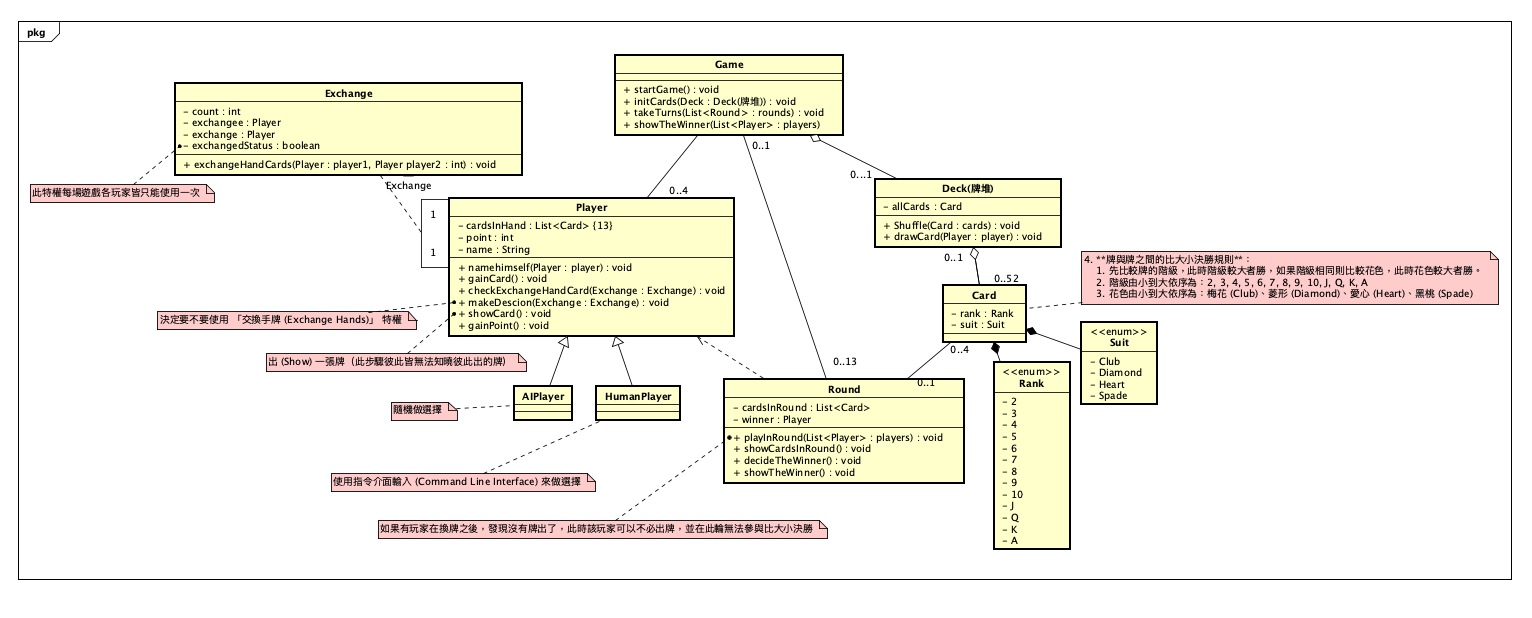 pkg
Game
+ startGame() : void
+ initCards(Deck : Deck(牌堆)) : void
+ takeTurns(List<Round> : rounds) : void
+ showTheWinner(List<Player> : players)
Exchange
- count : int
- exchangee : Player
- exchange : Player
- exchangedStatus : boolean
+ exchangeHandCards(Player : player1, Player player2 : int) : void
此特權每場遊戲各玩家皆只能使用一次
Exchange
1
1
0..4
0..1
0...1
Deck(牌堆)
- allCards : Card
+ Shuffle(Card : cards) : void
+ drawCard(Player : player) : void
0..1
0..52
Player
- cardsInHand : List<Card> {13}
- point : int
- name : String
+ namehimself(Player : player) : void
+ gainCard() : void
+ checkExchangeHandCard(Exchange : Exchange) : void
+ makeDescion(Exchange : Exchange) : void
+ showCard() : void
+ gainPoint() : void
4. **牌與牌之間的比大小決勝規則**：
1. 先比較牌的階級，此時階級較大者勝，如果階級相同則比較花色，此時花色較大者勝。
2. 階級由小到大依序為：2, 3, 4, 5, 6, 7, 8, 9, 10, J, Q, K, A
3. 花色由小到大依序為：梅花 (Club)、菱形 (Diamond)、愛心 (Heart)、黑桃 (Spade)
Card
- rank : Rank
- suit : Suit
0..4
0..1
0..13
<<enum>>
Suit
- Club
- Diamond
- Heart
- Spade
<<enum>>
Rank
- 2
- 3
- 4
- 5
- 6
- 7
- 8
- 9
- 10
- J
- Q
- K
- A
決定要不要使用 「交換手牌 (Exchange Hands)」 特權
出 (Show) 一張牌（此步驟彼此皆無法知曉彼此出的牌）
AIPlayer
HumanPlayer
隨機做選擇
Round
- cardsInRound : List<Card>
- winner : Player
+ playInRound(List<Player> : players) : void
+ showCardsInRound() : void
+ decideTheWinner() : void
+ showTheWinner() : void
使用指令介面輸入 (Command Line Interface) 來做選擇
如果有玩家在換牌之後，發現沒有牌出了，此時該玩家可以不必出牌，並在此輪無法參與比大小決勝